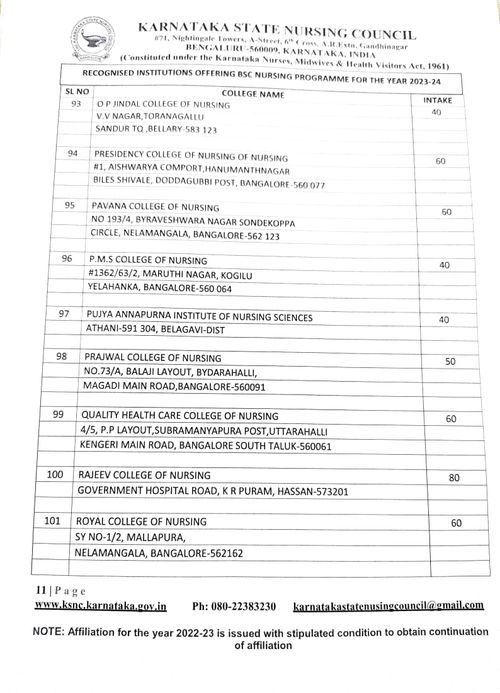 KARNATAKA STATE NURSING COUNCIL
#71, Nightingale Towers, A-Street, 6th Cross, A.R.Extn, Gandhinagar
BENGALURU-560009, KARNATAKA, INDIA
(Constituted under the Karnataka Nurses, Midwives & Health Visitors Act, 1961)
RECOGNISED INSTITUTIONS OFFERING BSC NURSING PROGRAMME FOR THE YEAR 2023-24
SL NO COLLEGE NAME INTAKE
93 O P JINDAL COLLEGE OF NURSING 40
V.V NAGAR,TORANAGALLU
SANDUR TQ ,BELLARY-583 123
94 PRESIDENCY COLLEGE OF NURSING OF NURSING 60
#1, AISHWARYA COMPORT,HANUMANTHNAGAR
BILES SHIVALE, DODDAGUBBI POST, BANGALORE-560 077
95 PAVANA COLLEGE OF NURSING 60
NO 193/4, BYRAVESHWARA NAGAR SONDEKOPPA
CIRCLE, NELAMANGALA, BANGALORE-562 123
96 P.M.S COLLEGE OF NURSING 40
#1362/63/2, MARUTHI NAGAR, KOGILU
YELAHANKA, BANGALORE-560 064
97 PUJYA ANNAPURNA INSTITUTE OF NURSING SCIENCES 40
ATHANI-591 304, BELAGAVI-DIST
98 PRAJWAL COLLEGE OF NURSING 50
NO.73/A, BALAJI LAYOUT, BYDARAHALLI,
MAGADI MAIN ROAD,BANGALORE-560091
99 QUALITY HEALTH CARE COLLEGE OF NURSING 60
4/5, P.P LAYOUT,SUBRAMANYAPURA POST,UTTARAHALLI
KENGERI MAIN ROAD, BANGALORE SOUTH TALUK-560061
100 RAJEEV COLLEGE OF NURSING 80
GOVERNMENT HOSPITAL ROAD, K R PURAM, HASSAN-573201
101 ROYAL COLLEGE OF NURSING 60
SY NO-1/2, MALLAPURA,
NELAMANGALA, BANGALORE-562162
11 | P a g e
www.ksnc.karnataka.gov.in Ph: 080-22383230 karnatakastatenusingcouncil@gmail.com
NOTE: Affiliation for the year 2022-23 is issued with stipulated condition to obtain continuation
of affiliation